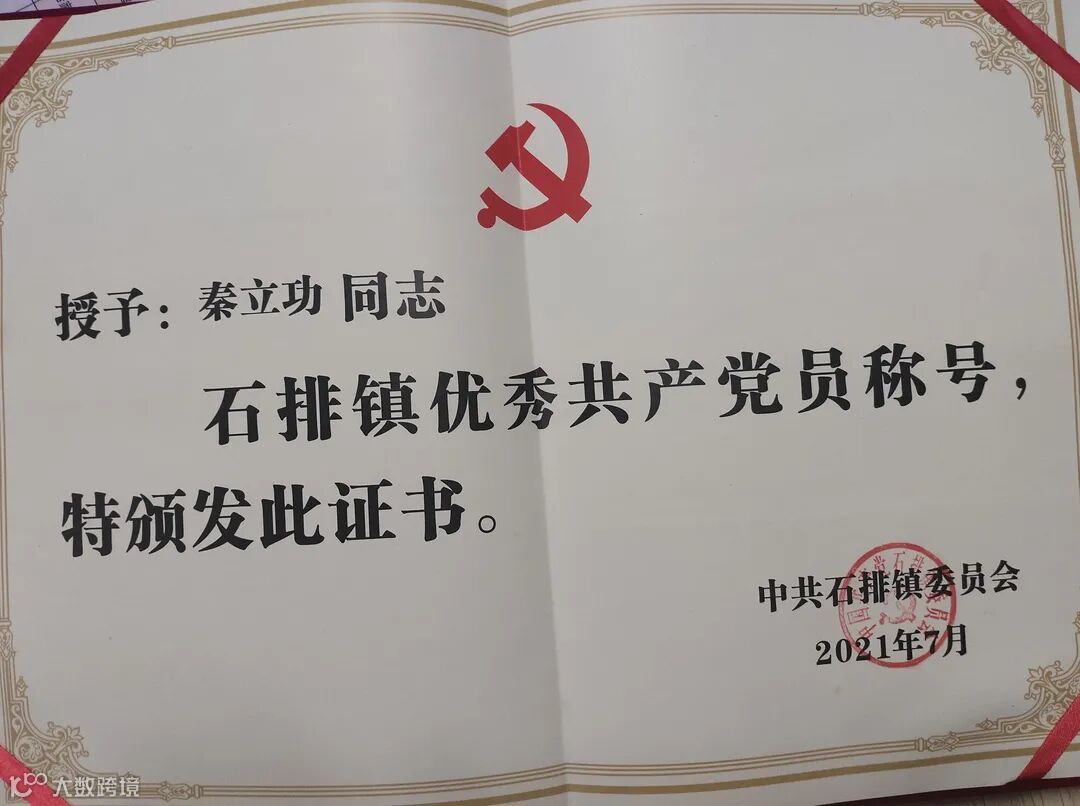 授予：秦立功 同志
石排镇优秀共产党员称号，
特颁发此证书。
中共石排镇委员会
2021年7月
大数跨境